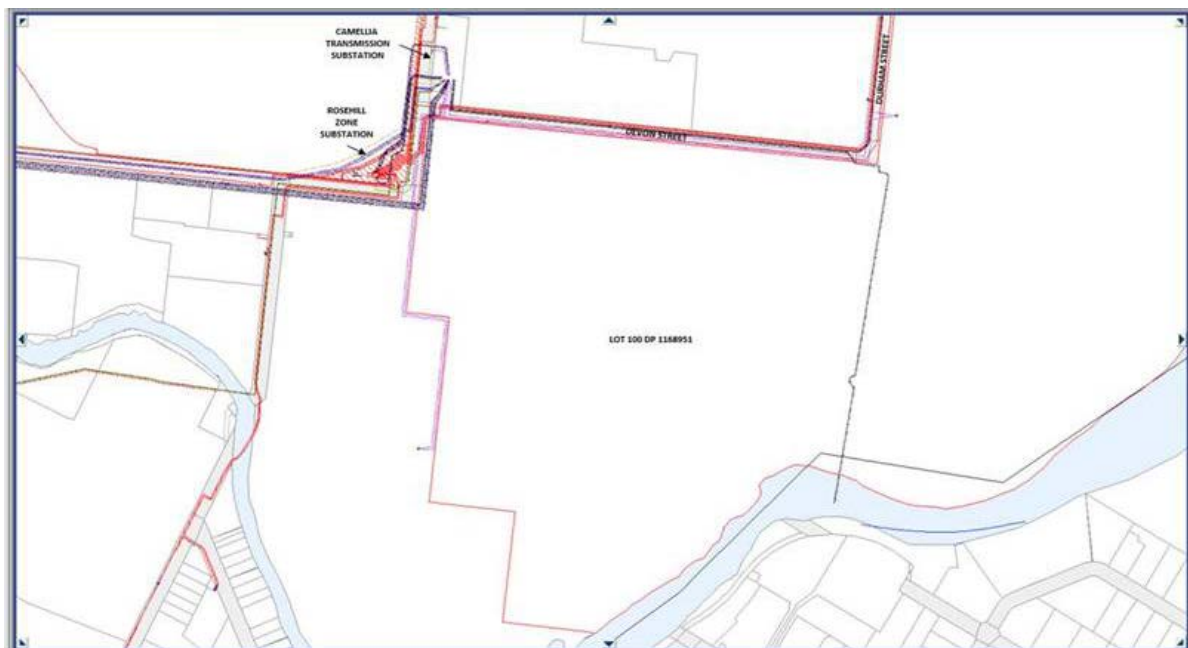 CAMELLIA
TRANSMISSION
SUBSTATION
ROSEHILL
ZONE
SUBSTATION
DURHAM STREET
DEVON STREET
LOT 100 DP 1168951